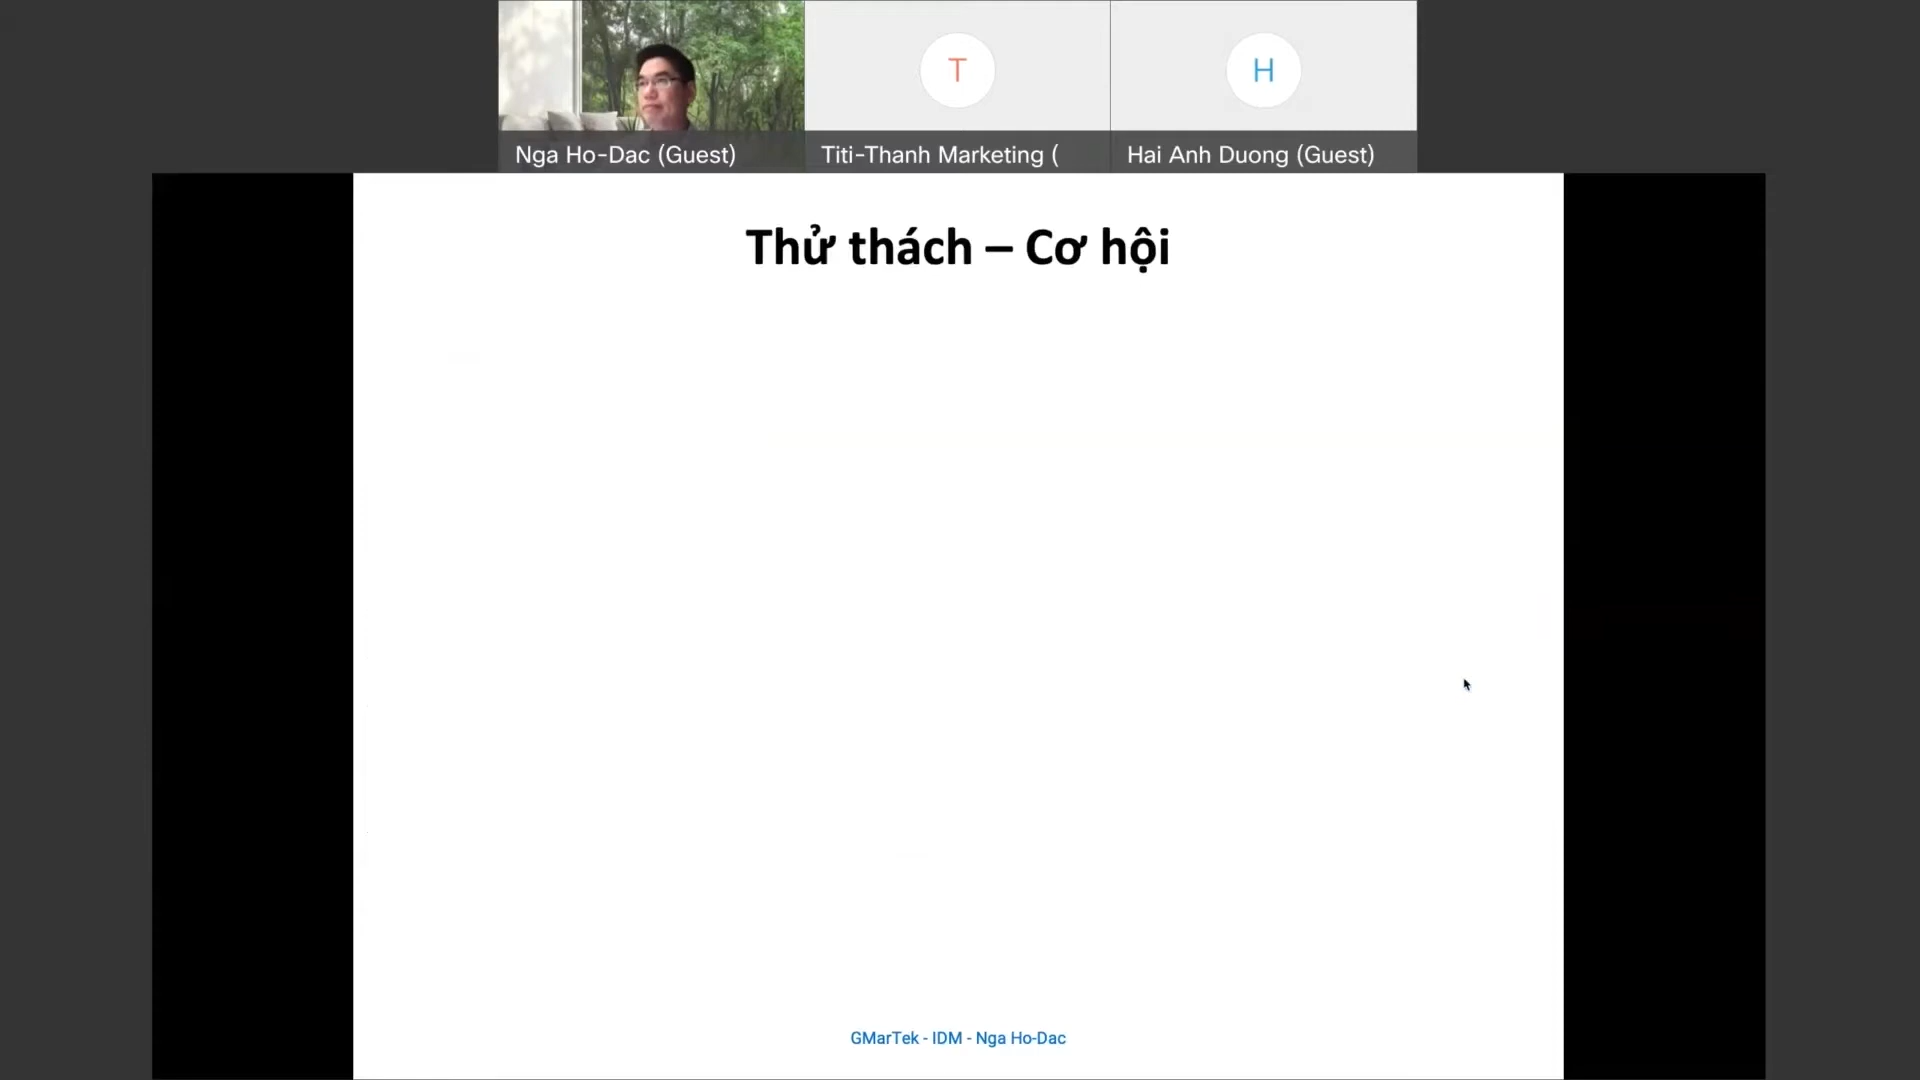 T
H
Nga Ho-Dac (Guest)
Titi-Thanh Marketing (
Hai Anh Duong (Guest)
Thử thách – Cơ hội
GMarTek - IDM - Nga Ho-Dac